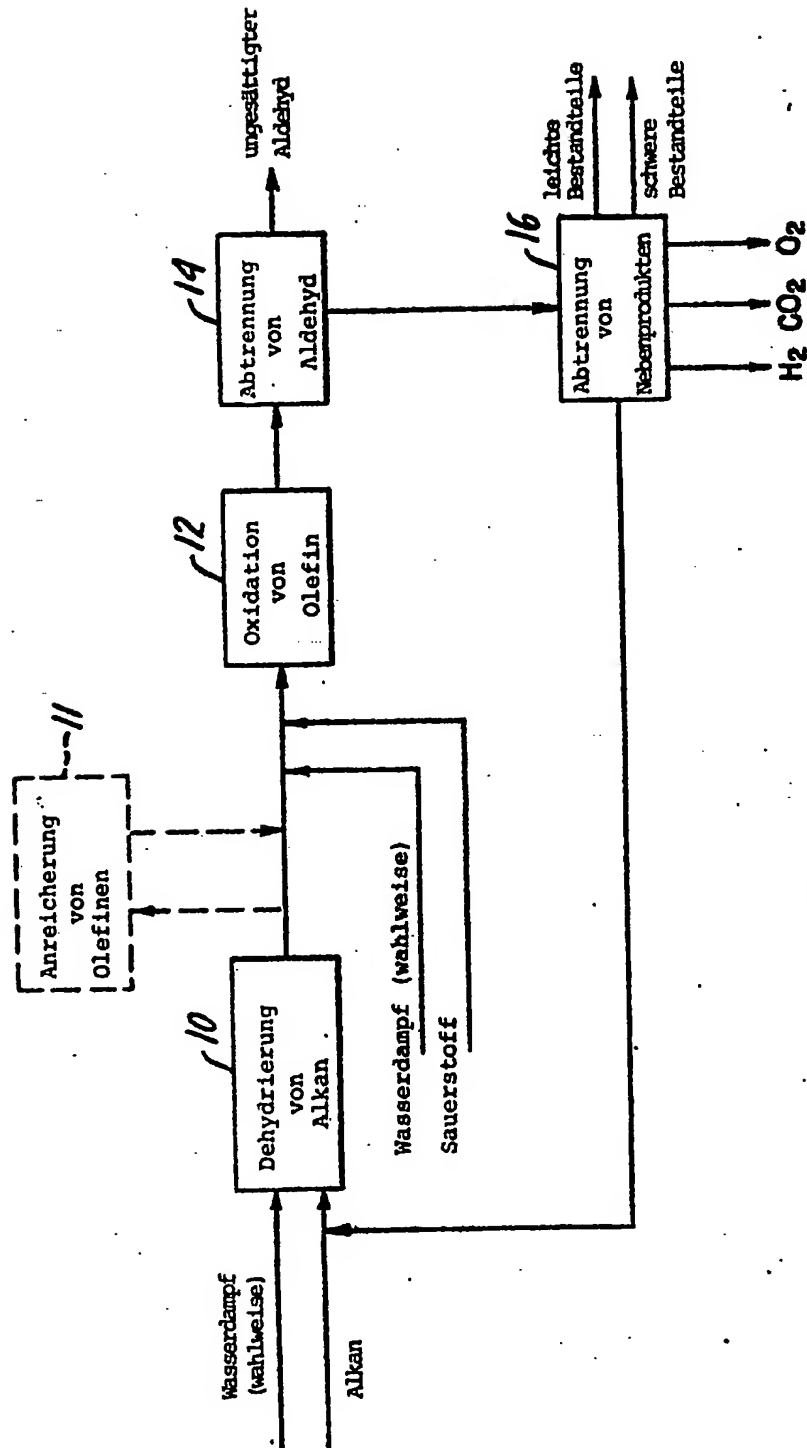 Anreicherung
von
Olefinen
11
Wasserdampf
(wahlweise)
Alkan
10
Dehydrierung
von
Alkan
Wasserdampf (wahlweise)
Sauerstoff
12
Oxidation
von
Olefin
14
Abtrennung
von
Aldehyd
ungesättigter
Aldehyd
16
Abtrennung
von
Nebenprodukten
leichte
Bestandteile
schwere
Bestandteile
H2 CO2 O2